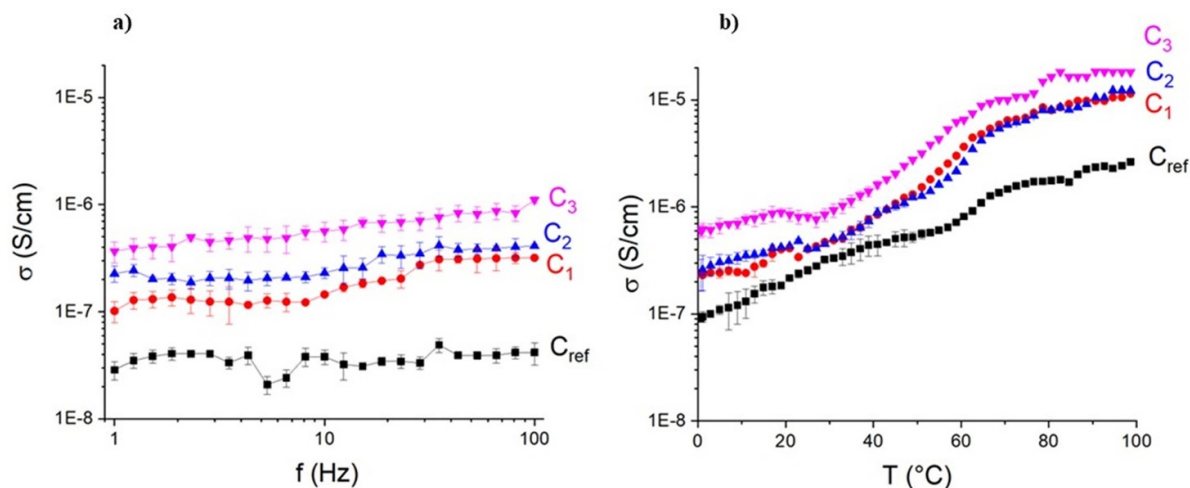 a)
1E-5
1E-6
1E-7
1E-8
σ (S/cm)
C3
C2
C1
Cref
1
10
100
f (Hz)
b)
1E-5
1E-6
1E-7
1E-8
σ (S/cm)
C3
C2
C1
Cref
0
20
40
60
80
100
T (°C)